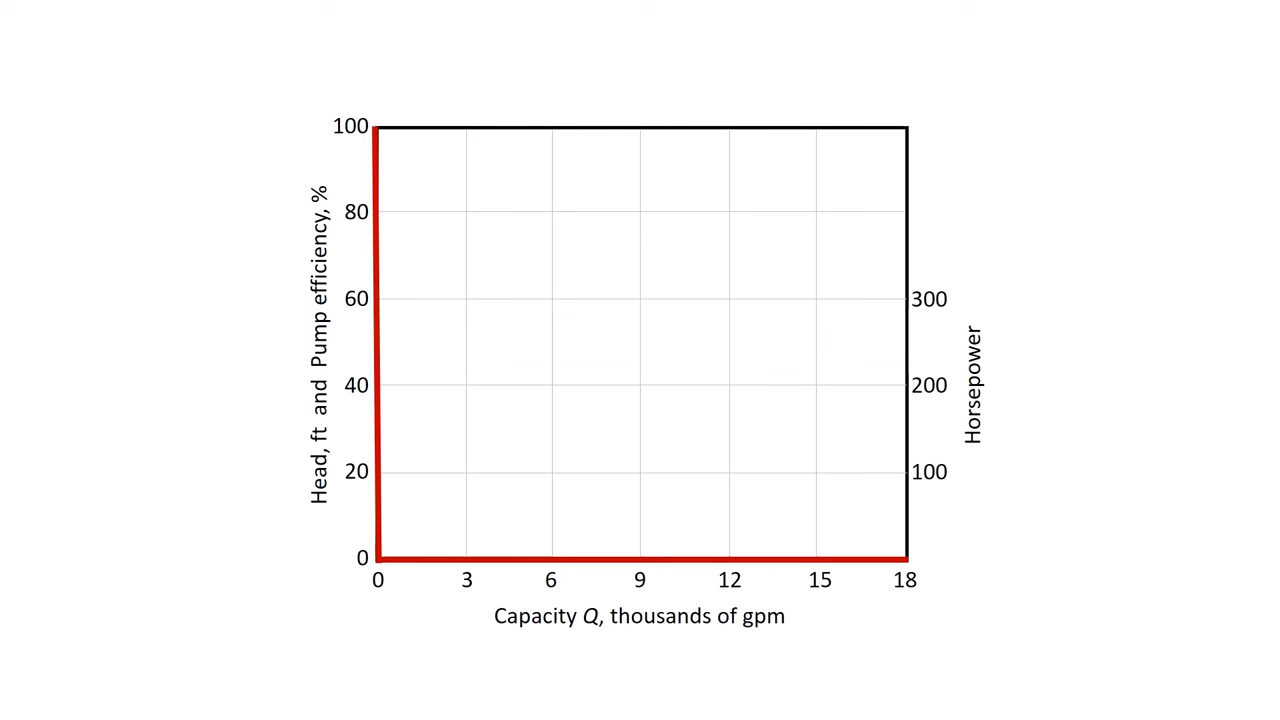 100
80
60
40
20
0
Head, ft and Pump efficiency, %
300
200
100
Horsepower
0 3 6 9 12 15 18
Capacity Q, thousands of gpm